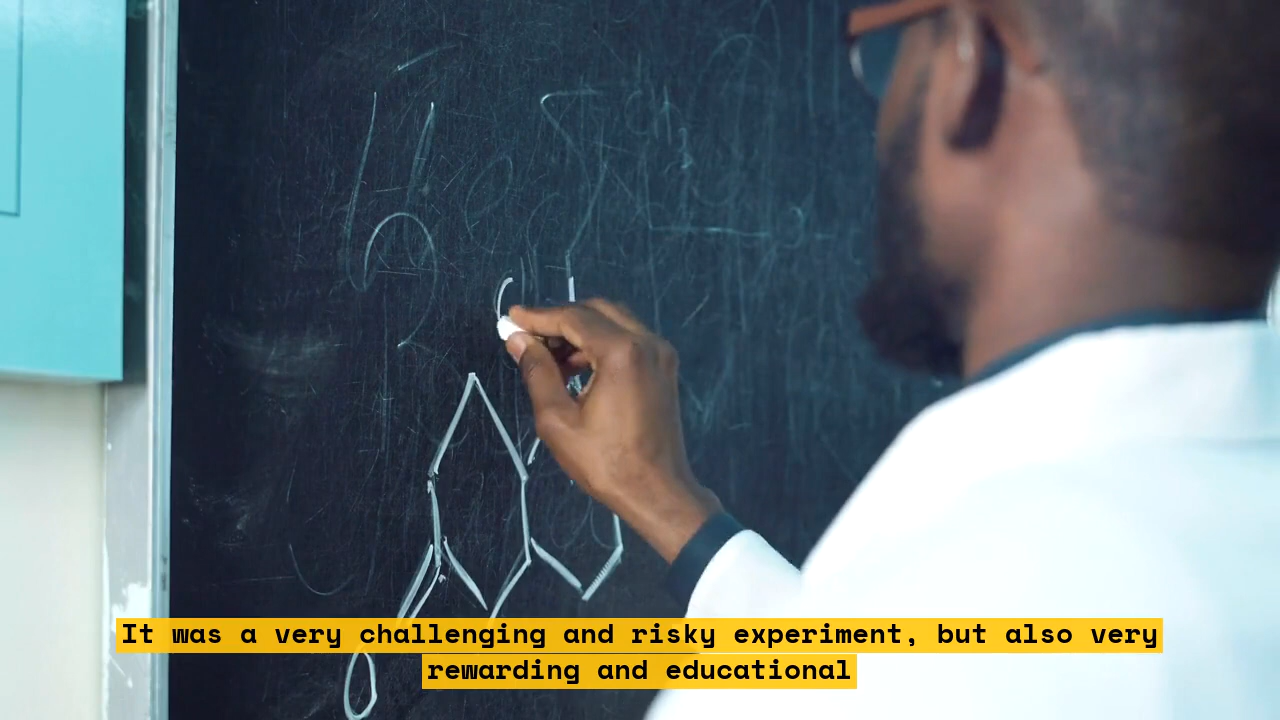 It was a very challenging and risky experiment, but also very
rewarding and educational